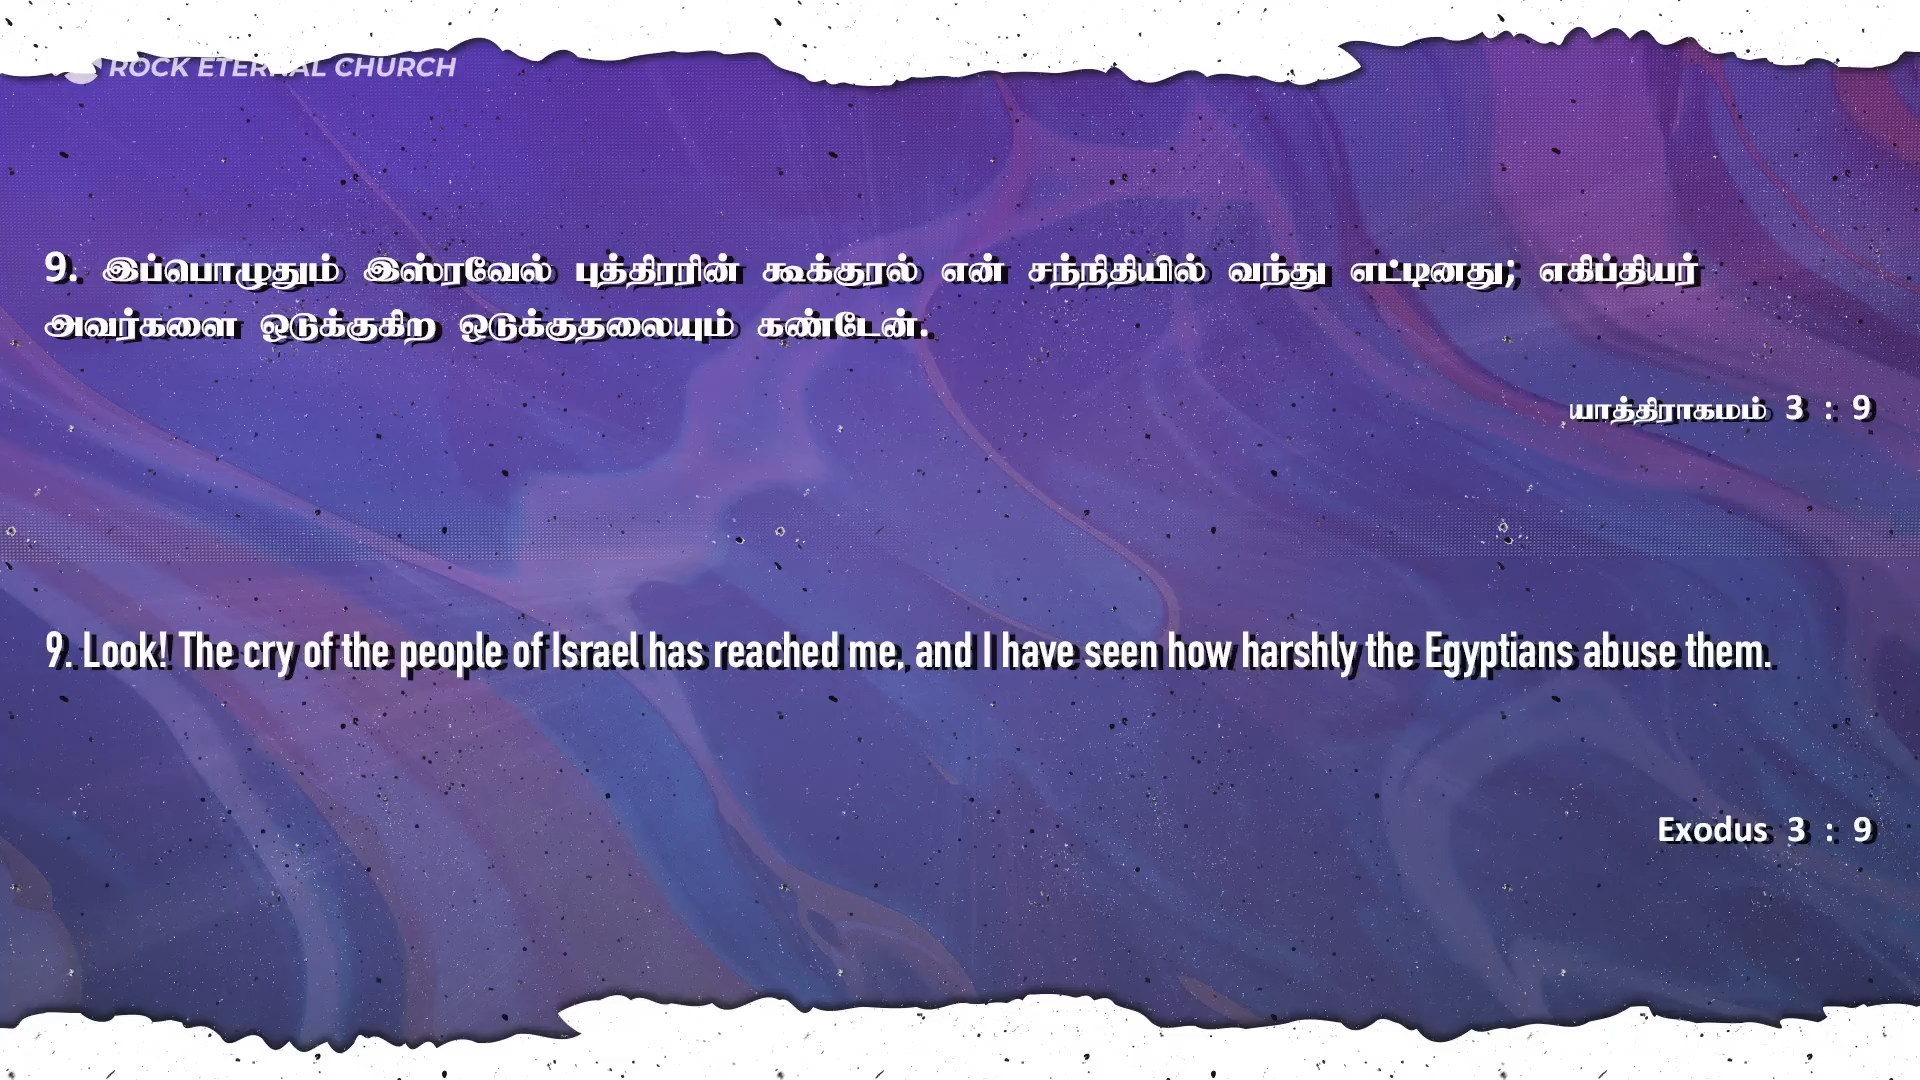 ROCK ETERNAL CHURCH
9. இப்பொழுதும் இஸ்ரவேல் புத்திரரின் கூக்குரல் என் சந்நிதியில் வந்து எட்டினது; எகிப்தியர்
அவர்களை ஒடுக்குகிற ஒடுக்குதலையும் கண்டேன்.
யாத்திராகமம் 3 : 9
9. Look! The cry of the people of Israel has reached me, and I have seen how harshly the Egyptians abuse them.
Exodus 3 : 9